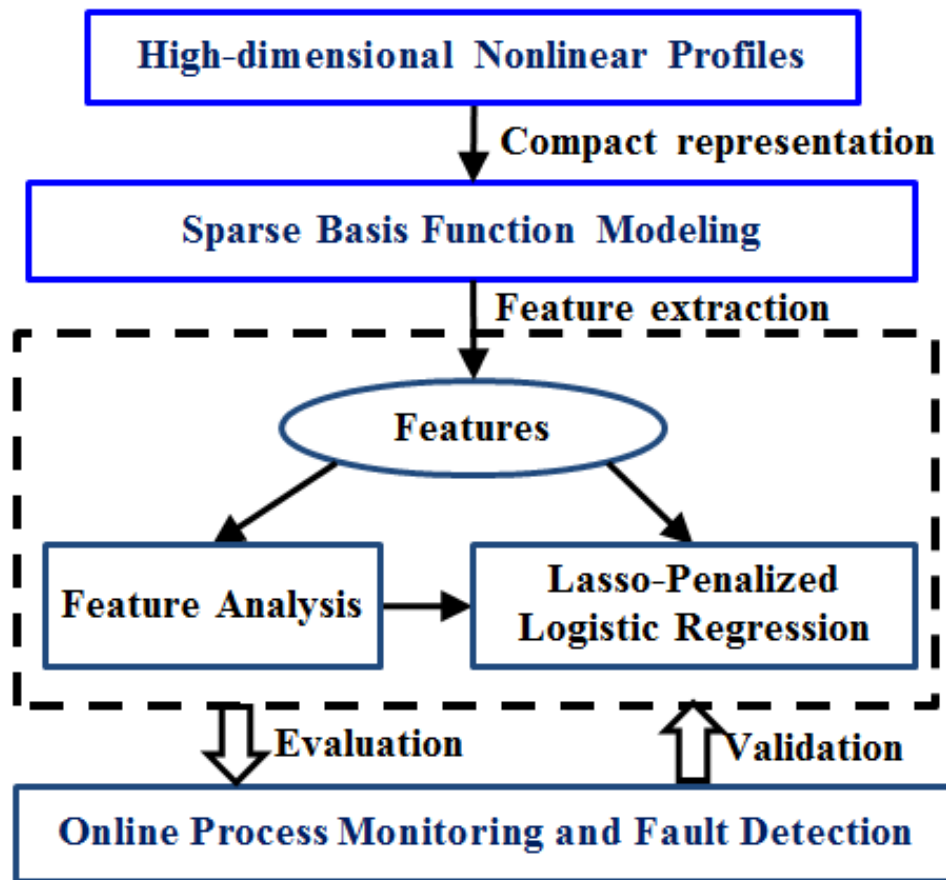 High-dimensional Nonlinear Profiles
Compact representation
Sparse Basis Function Modeling
Feature extraction
Features
Feature Analysis
Lasso-Penalized
Logistic Regression
Evaluation
Validation
Online Process Monitoring and Fault Detection